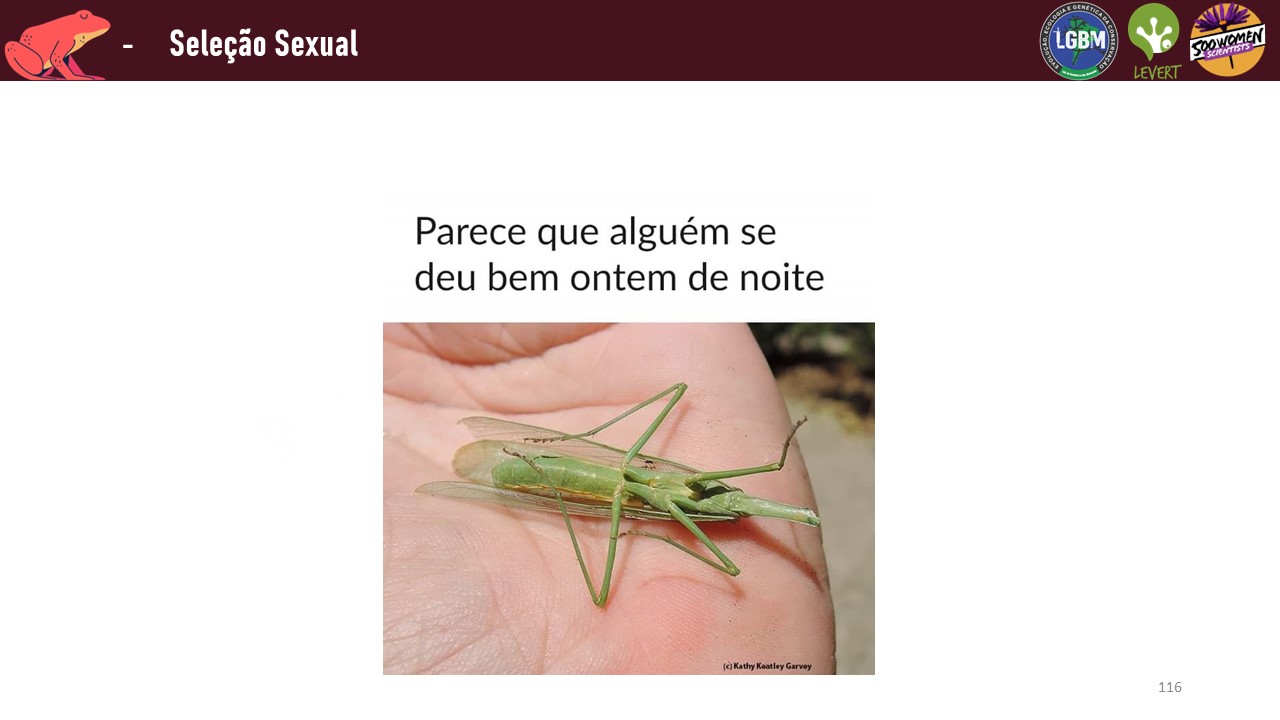 - Seleção Sexual
EVOLUÇÃO, ECOLOGIA E GENÉTICA DA CONSERVAÇÃO
LGBM
LEVERT
500 WOMEN
SCIENTISTS
Parece que alguém se
deu bem ontem de noite
(c) Kathy Keatley Garvey
116